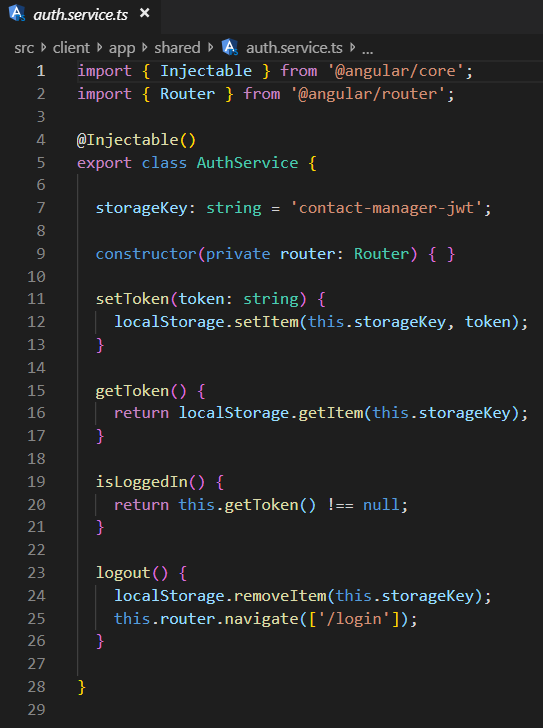 auth.service.ts ×
src > client > app > shared > auth.service.ts > ...
1 import { Injectable } from '@angular/core';
2 import { Router } from '@angular/router';
3
4 @Injectable()
5 export class AuthService {
6
7   storageKey: string = 'contact-manager-jwt';
8
9   constructor(private router: Router) { }
10
11   setToken(token: string) {
12     localStorage.setItem(this.storageKey, token);
13   }
14
15   getToken() {
16     return localStorage.getItem(this.storageKey);
17   }
18
19   isLoggedIn() {
20     return this.getToken() !== null;
21   }
22
23   logout() {
24     localStorage.removeItem(this.storageKey);
25     this.router.navigate(['/login']);
26   }
27
28 }
29